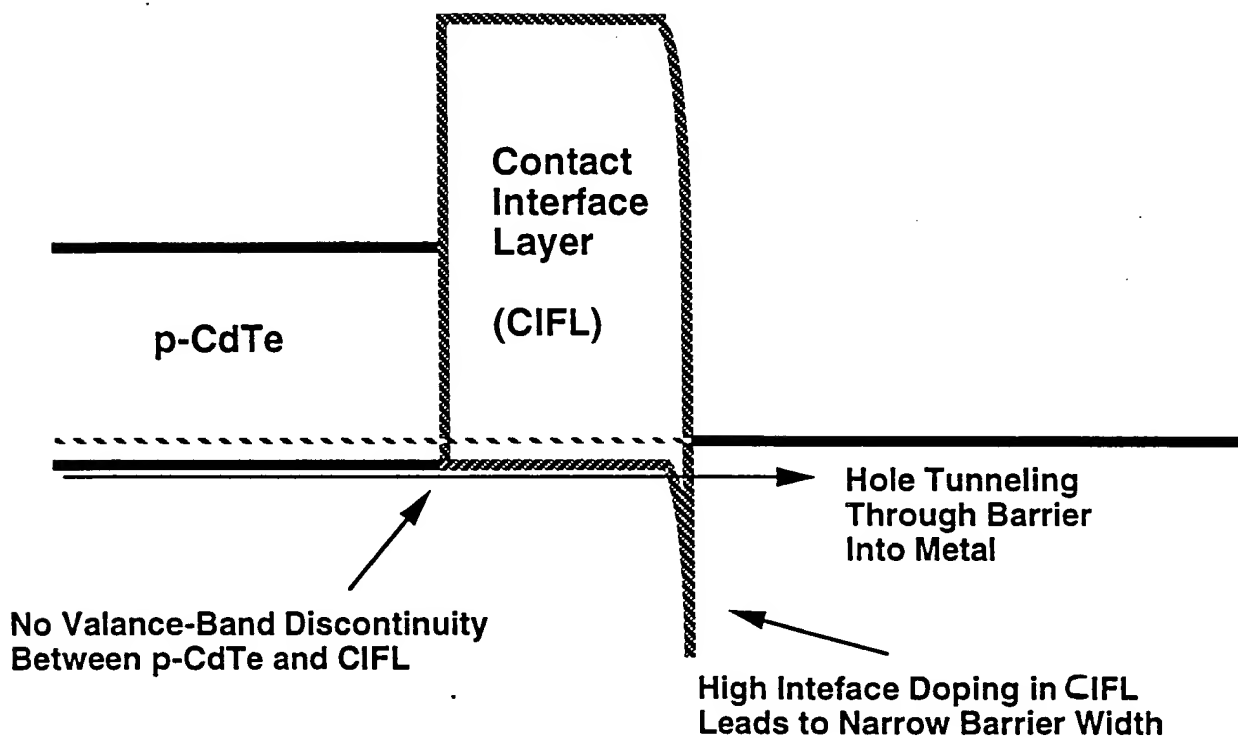 Contact
Interface
Layer
(CIFL)
p-CdTe
Hole Tunneling
Through Barrier
Into Metal
No Valance-Band Discontinuity
Between p-CdTe and CIFL
High Inteface Doping in CIFL
Leads to Narrow Barrier Width